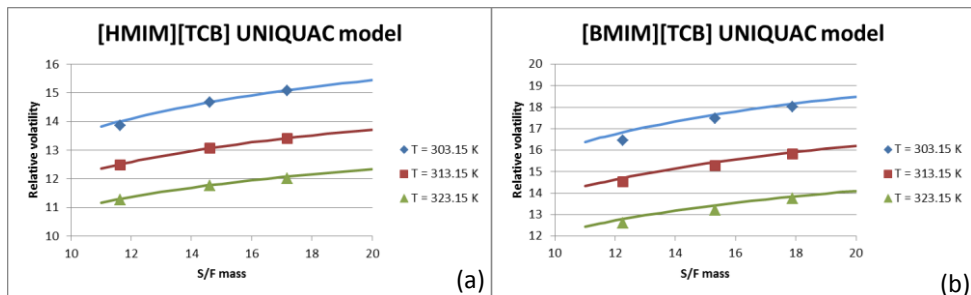 [HMIM][TCB] UNIQUAC model
16
15
14
13
12
11
10
Relative volatility
10 12 14 16 18 20
S/F mass
T = 303.15 K
T = 313.15 K
T = 323.15 K
(a)
[BMIM][TCB] UNIQUAC model
20
19
18
17
16
15
14
13
12
Relative volatility
10 12 14 16 18 20
S/F mass
T = 303.15 K
T = 313.15 K
T = 323.15 K
(b)